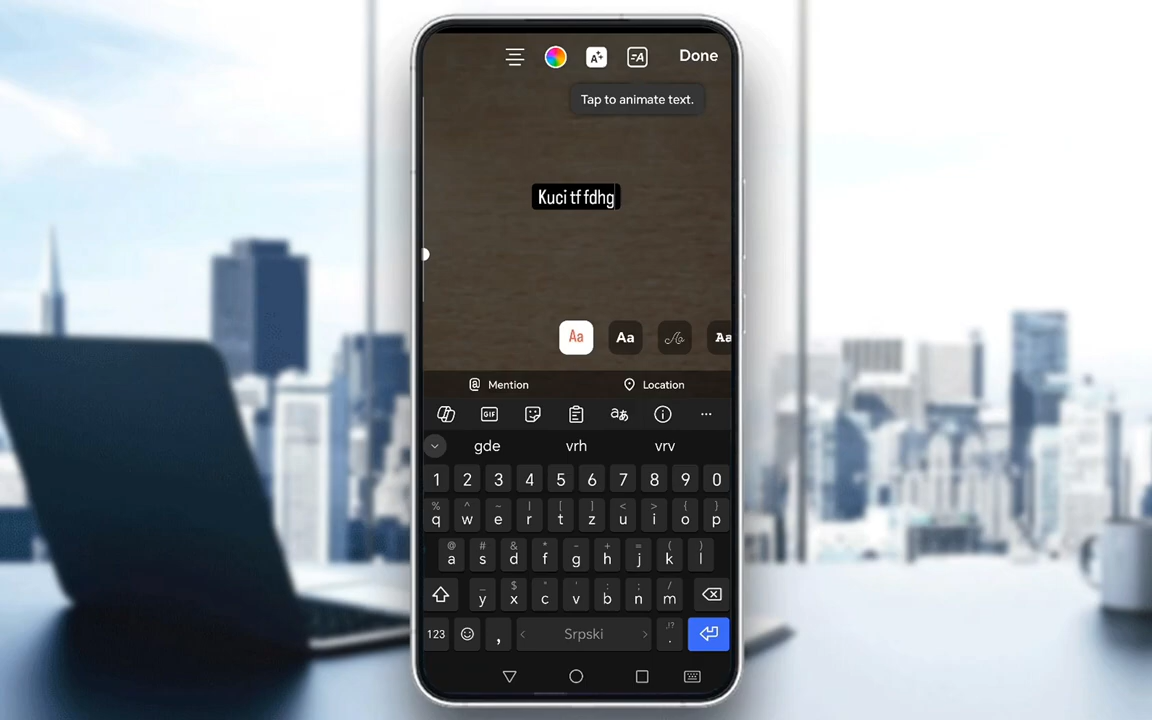 Done
Tap to animate text.
Kuci tf fdhg
Aa Aa Aa Aa
@ Mention Location
GIF
gde vrh vrv
1 2 3 4 5 6 7 8 9 0
% ^ ~ | [ ] < > { }
q w e r t z u i o p
@ # & * - + = ( )
a s d f g h j k l
_ $ " ' : ; /
y x c v b n m
123 , Srpski ,!? .